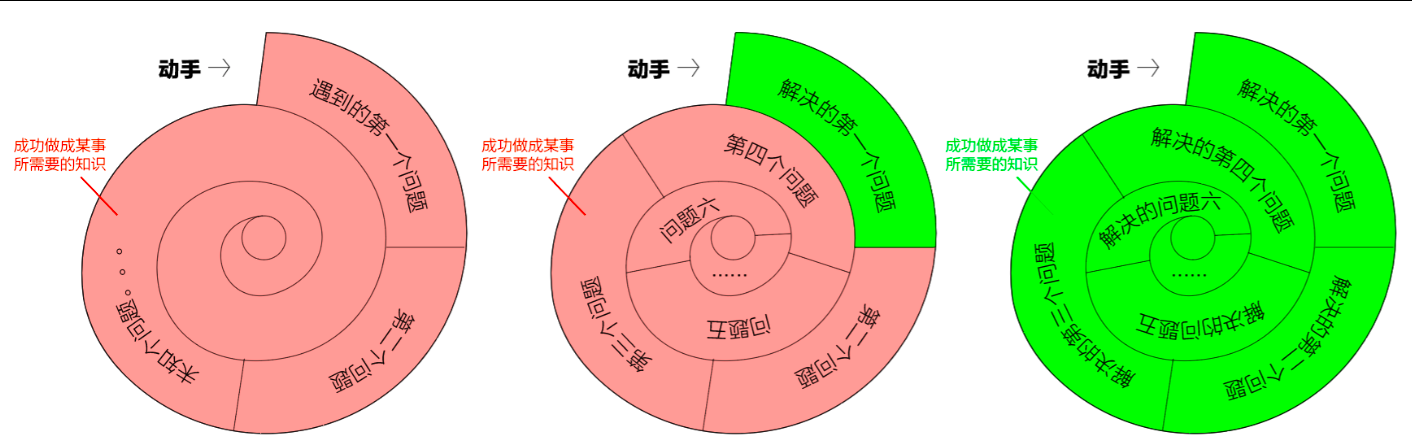 动手→
遇到的第一个问题
成功做成某事
所需要的知识
第二个问题
未知个问题。。。
动手→
解决的第一个问题
成功做成某事
所需要的知识
第二个问题
第三个问题
第四个问题
问题五
问题六
……
动手→
解决的第一个问题
成功做成某事
所需要的知识
解决的第二个问题
解决的第三个问题
解决的第四个问题
解决的问题五
解决的问题六
……